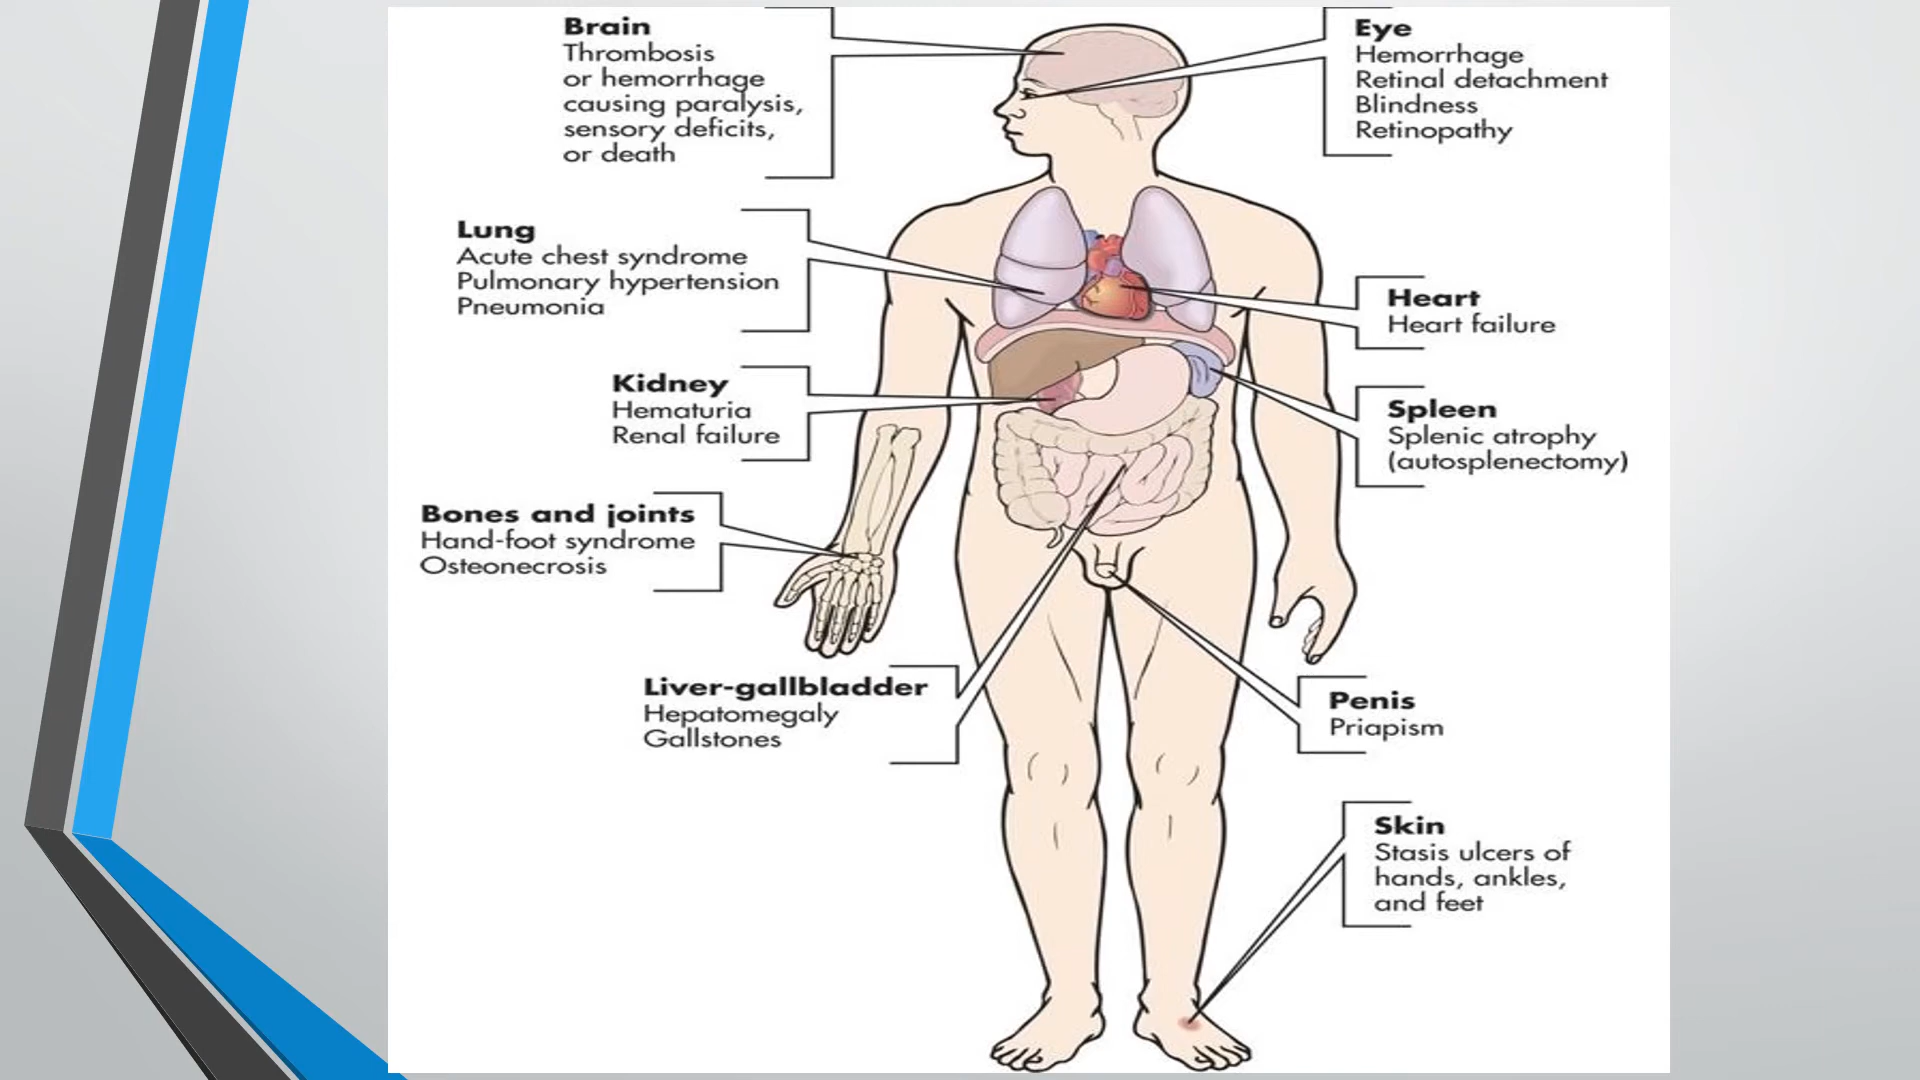 Brain
Thrombosis
or hemorrhage
causing paralysis,
sensory deficits,
or death
Eye
Hemorrhage
Retinal detachment
Blindness
Retinopathy
Lung
Acute chest syndrome
Pulmonary hypertension
Pneumonia
Heart
Heart failure
Kidney
Hematuria
Renal failure
Spleen
Splenic atrophy
(autosplenectomy)
Bones and joints
Hand-foot syndrome
Osteonecrosis
Liver-gallbladder
Hepatomegaly
Gallstones
Penis
Priapism
Skin
Stasis ulcers of
hands, ankles,
and feet